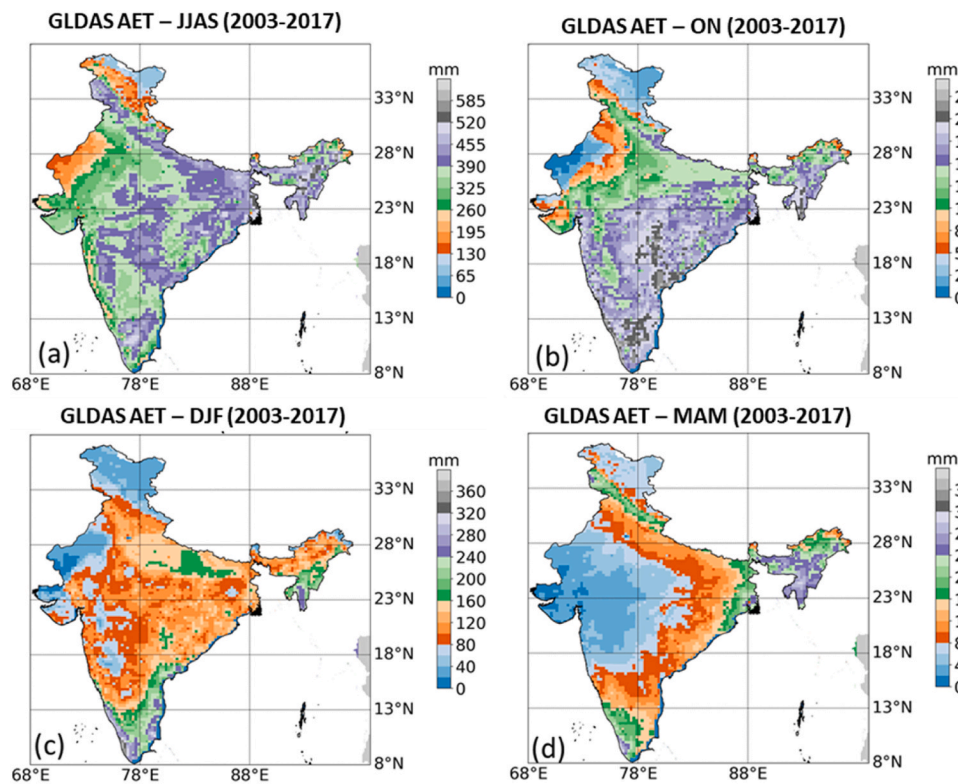 GLDAS AET – JJAS (2003-2017)
GLDAS AET – ON (2003-2017)
mm
585
520
455
390
325
260
195
130
65
0
33°N
28°N
23°N
18°N
13°N
8°N
68°E
78°E
88°E
(a)
mm
0
33°N
28°N
23°N
18°N
13°N
8°N
68°E
78°E
88°E
(b)
GLDAS AET – DJF (2003-2017)
GLDAS AET – MAM (2003-2017)
mm
360
320
280
240
200
160
120
80
40
0
33°N
28°N
23°N
18°N
13°N
8°N
68°E
78°E
88°E
(c)
mm
0
33°N
28°N
23°N
18°N
13°N
8°N
68°E
78°E
88°E
(d)